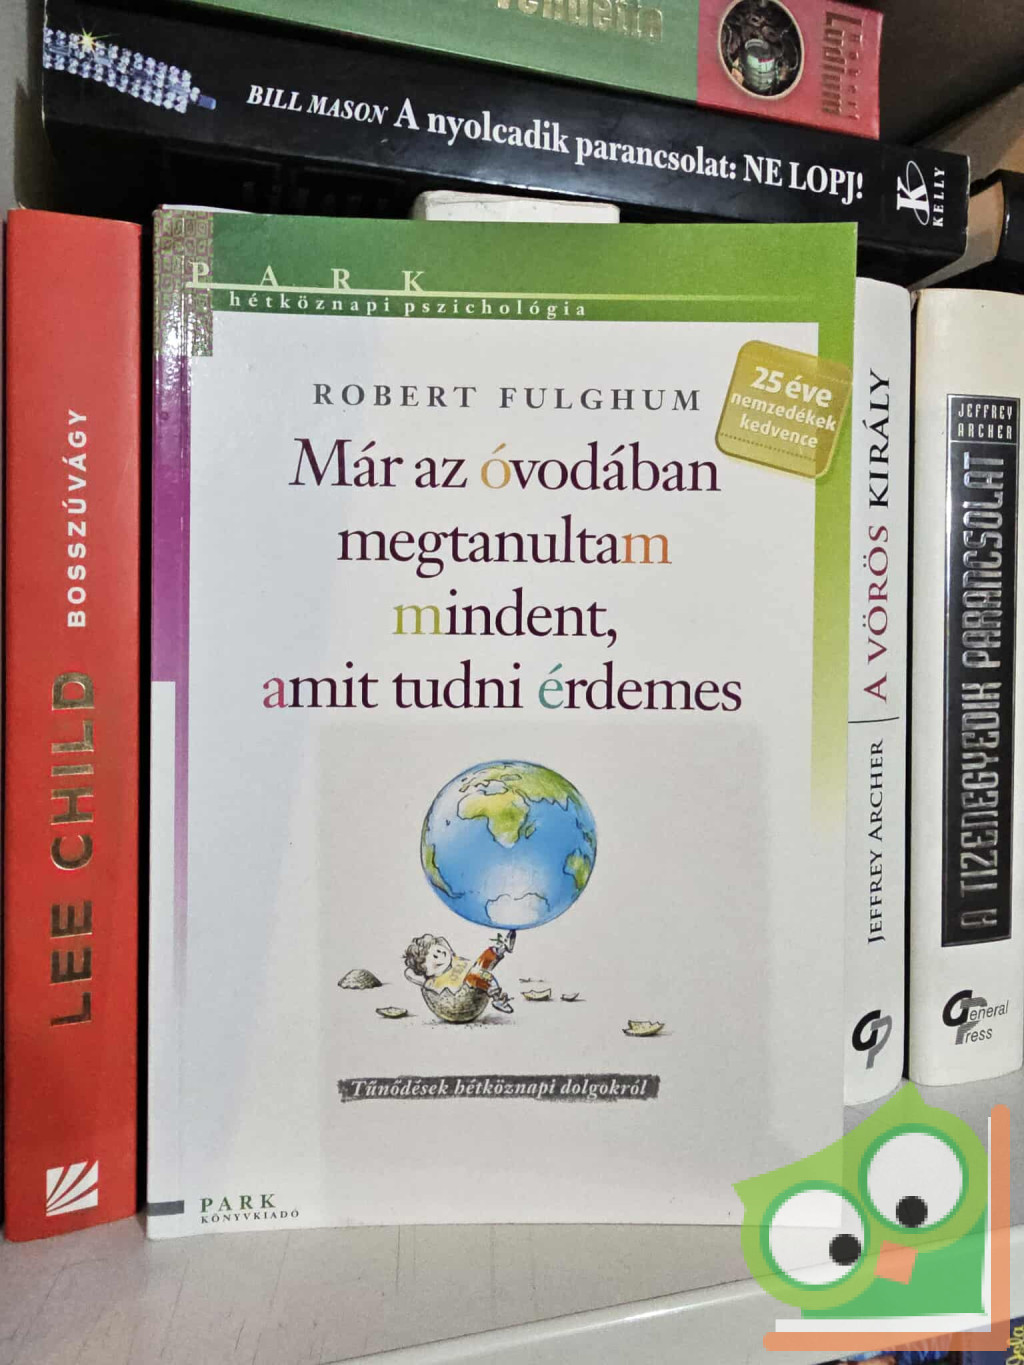 BILL MASON A nyolcadik parancsolat: NE LOPJ!
K
KELLY
LEE CHILD BOSSZÚVÁGY
PARK
hétköznapi pszichológia
25 éve
nemzedékek
kedvence
ROBERT FULGHUM
Már az óvodában
megtanultam
mindent,
amit tudni érdemes
Tűnődések hétköznapi dolgokról
PARK
KÖNYVKIADÓ
JEFFREY ARCHER A VÖRÖS KIRÁLY
JEFFREY
ARCHER
A TIZENEGYEDIK PARANCSOLAT
General
Press